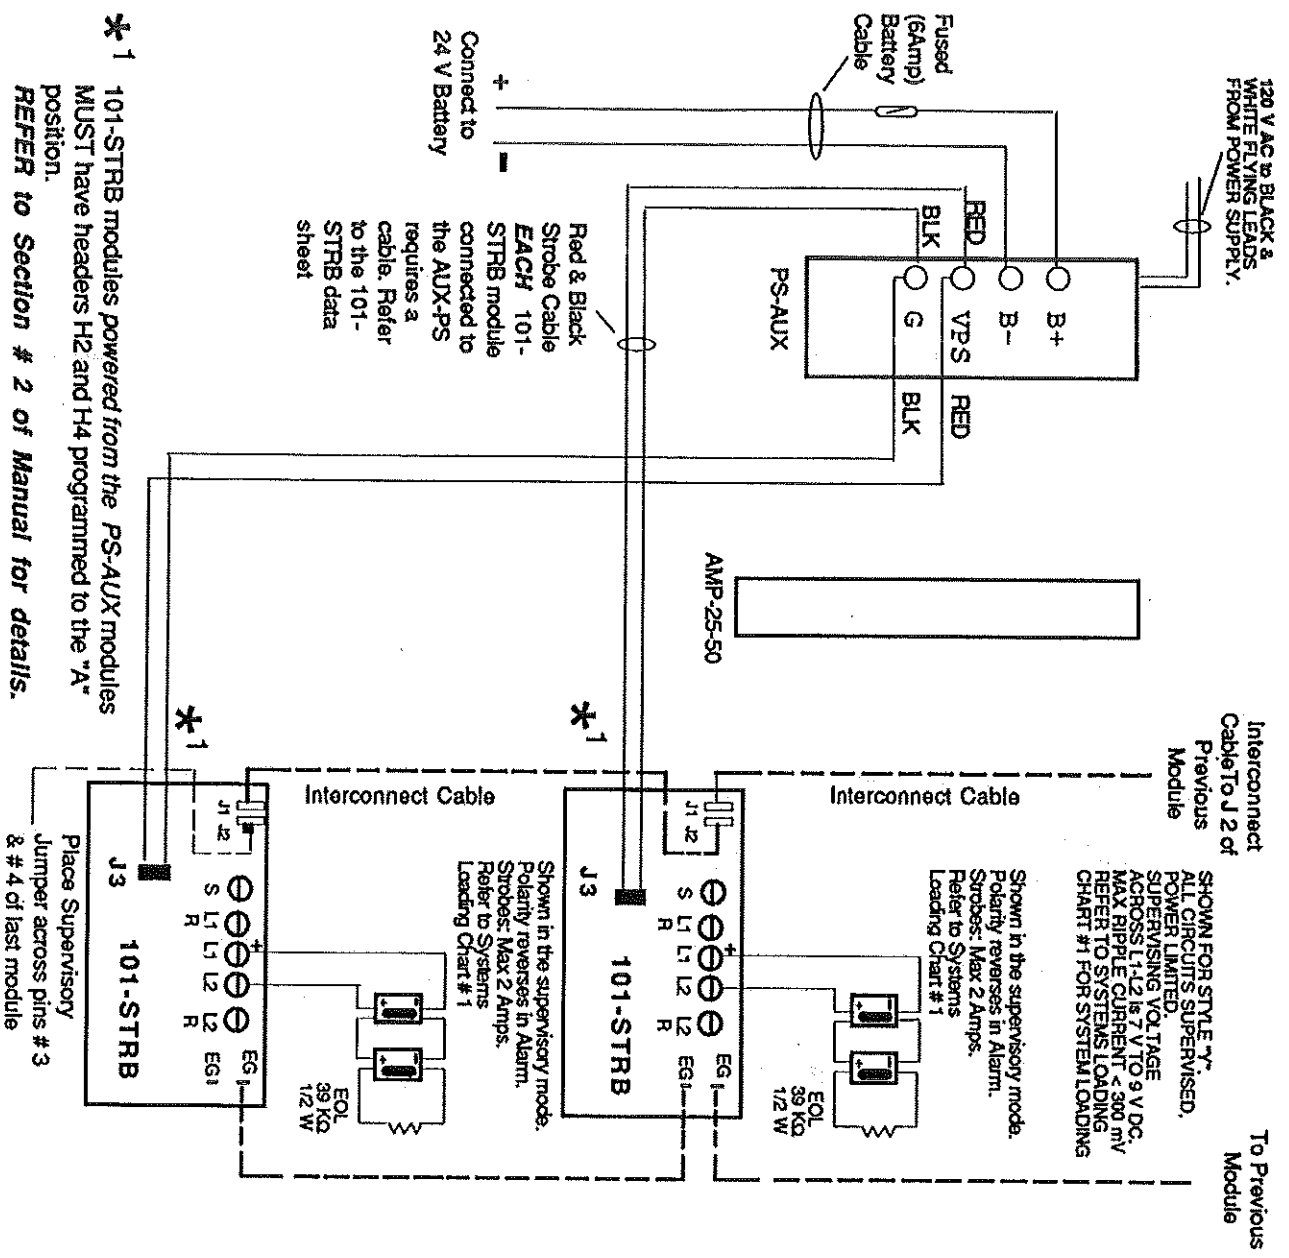 120 V AC to BLACK &
WHITE FLYING LEADS
FROM POWER SUPPLY.
Interconnect
CableTo J 2 of
Previous
Module
To Previous
Module
Fused
(6Amp)
Battery
Cable
B+
B-
VPS
G
PS-AUX
RED
BLK
RED
BLK
AMP-25-50
SHOWN FOR STYLE "Y".
ALL CIRCUITS SUPERVISED,
POWER LIMITED.
SUPERVISING VOLTAGE
ACROSS L1-L2 is 7 V TO 9 V DC.
MAX RIPPLE CURRENT < 300 mV
REFER TO SYSTEMS LOADING
CHART #1 FOR SYSTEM LOADING
Shown in the supervisory mode.
Polarity reverses in Alarm.
Strobes: Max 2 Amps.
Refer to Systems
Loading Chart # 1
Interconnect Cable
+
-
Connect to
24 V Battery
Red & Black
Strobe Cable
EACH 101-
STRB module
connected to
the AUX-PS
requires a
cable. Refer
to the 101-
STRB data
sheet
*1
J1 J2
J3
S
L1
R
L1
+
L2
L2
R
EG
EG
101-STRB
- +
- +
EOL
39 KΩ
1/2 W
Shown in the supervisory mode.
Polarity reverses in Alarm.
Strobes: Max 2 Amps.
Refer to Systems
Loading Chart # 1
Interconnect Cable
*1
J1 J2
J3
S
L1
R
L1
+
L2
L2
R
EG
EG
101-STRB
- +
- +
EOL
39 KΩ
1/2 W
Place Supervisory
Jumper across pins # 3
& # 4 of last module
*1
101-STRB modules powered from the PS-AUX modules
MUST have headers H2 and H4 programmed to the "A"
position.
REFER to Section # 2 of Manual for details.